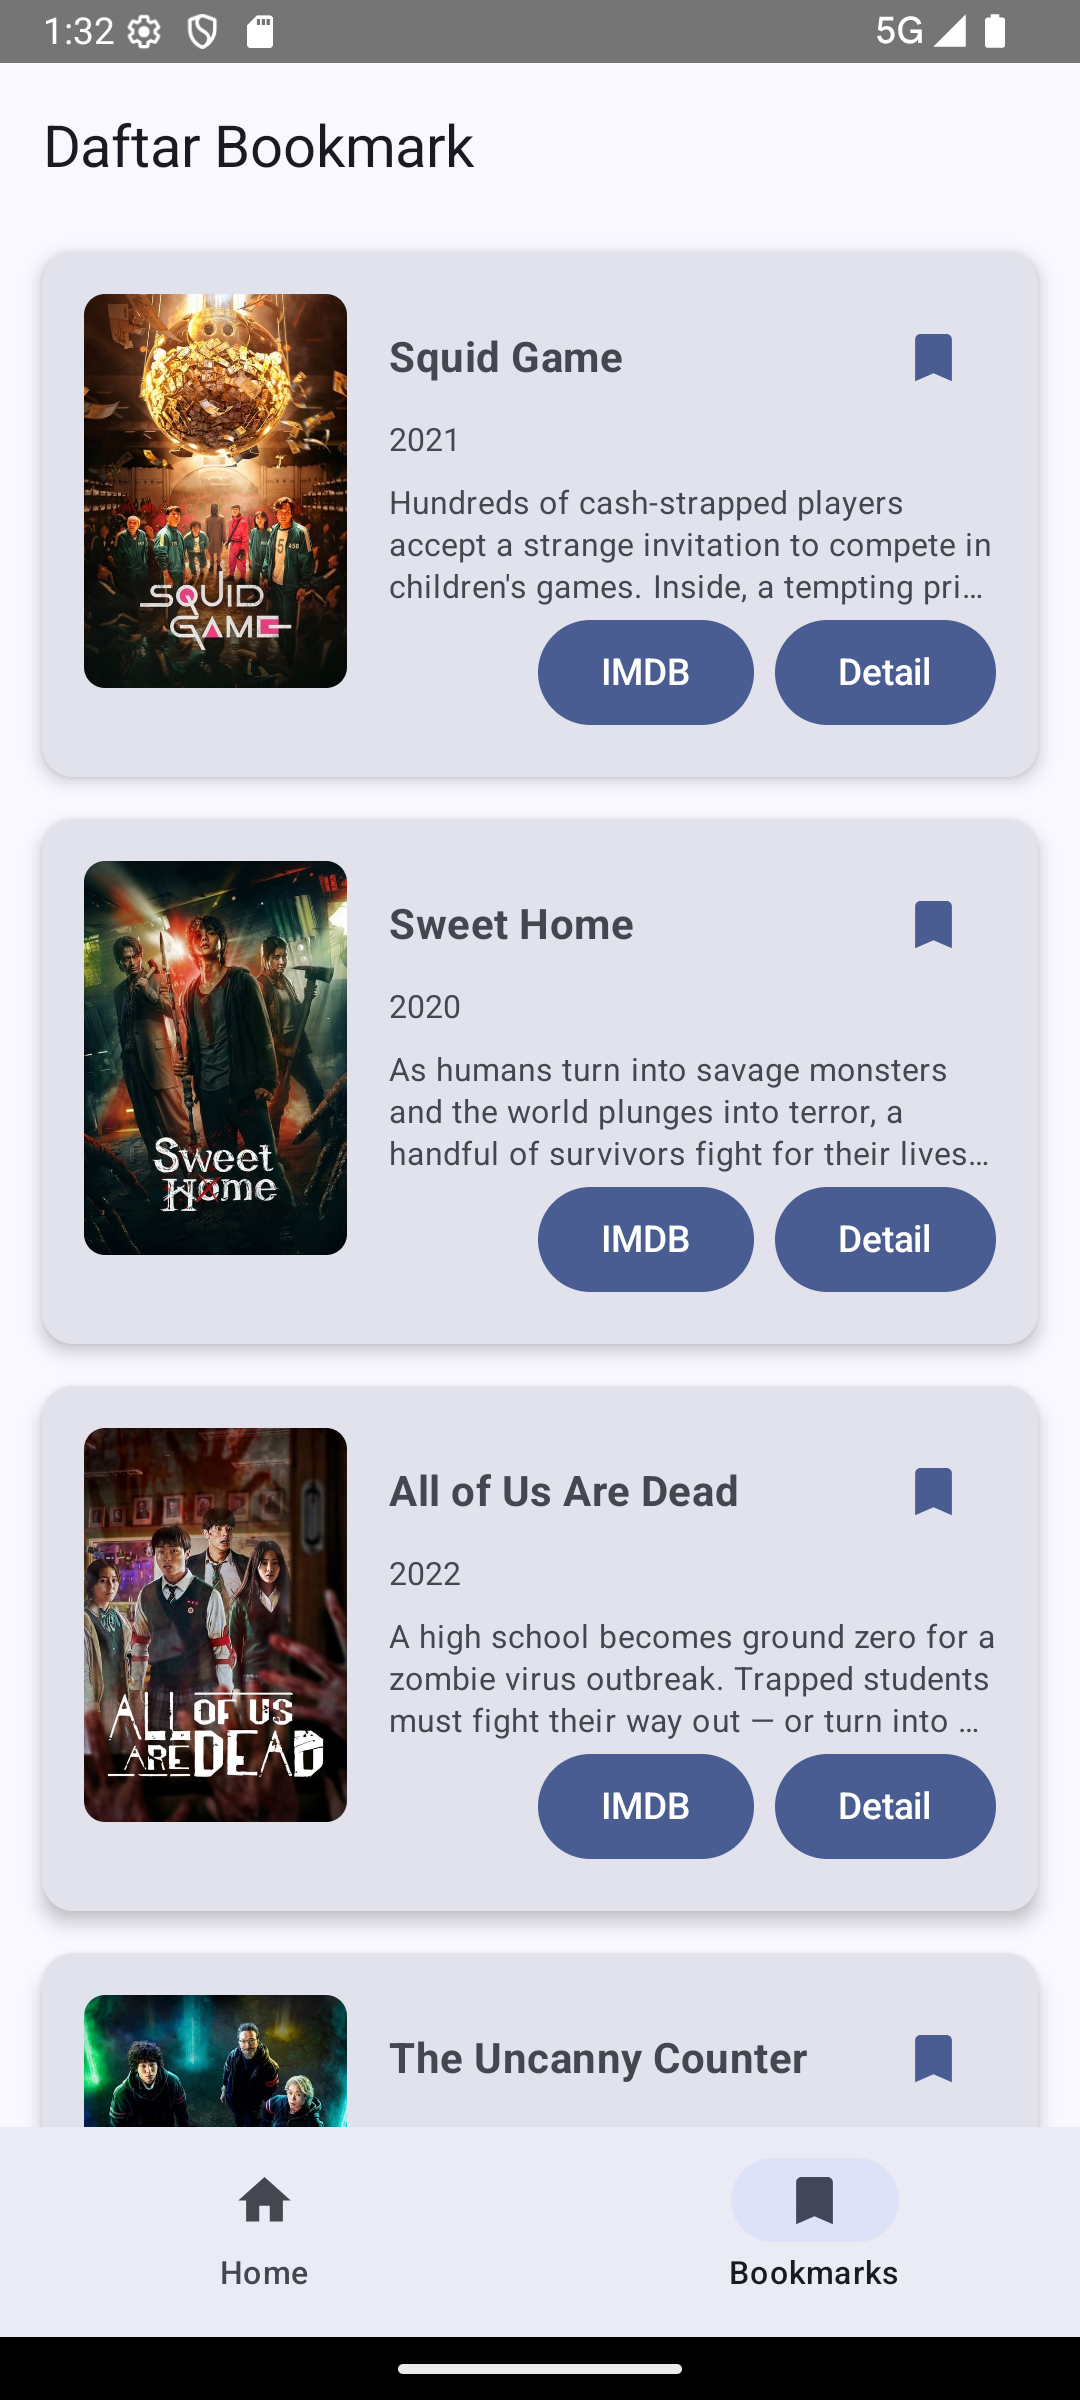 1:32
5G
Daftar Bookmark
SQUID
GAME
456
Squid Game
2021
Hundreds of cash-strapped players
accept a strange invitation to compete in
children's games. Inside, a tempting pri…
IMDB
Detail
Sweet
Home
Sweet Home
2020
As humans turn into savage monsters
and the world plunges into terror, a
handful of survivors fight for their lives…
IMDB
Detail
ALL OF US
ARE DEAD
All of Us Are Dead
2022
A high school becomes ground zero for a
zombie virus outbreak. Trapped students
must fight their way out — or turn into …
IMDB
Detail
The Uncanny Counter
Home
Bookmarks